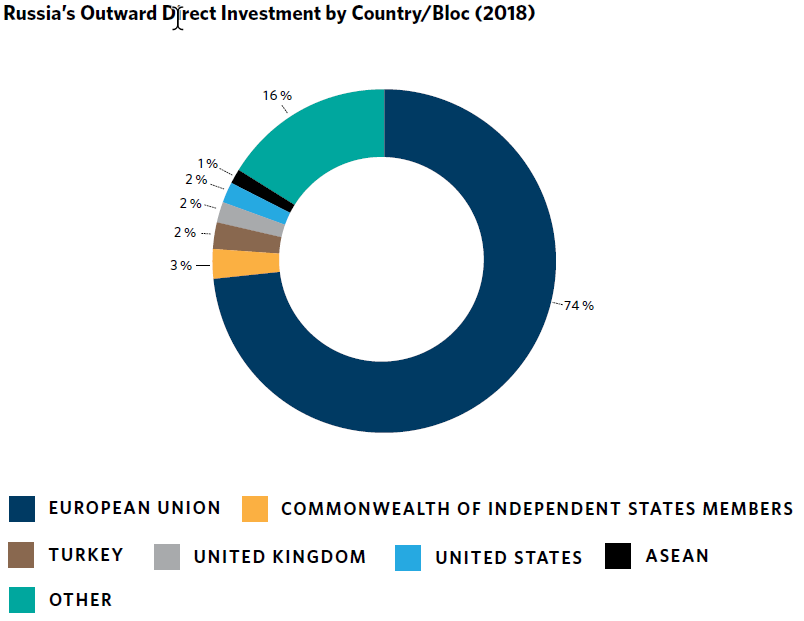 Russia's Outward Direct Investment by Country/Bloc (2018)
16 %
1 %
2 %
2 %
2 %
3 %
74 %
EUROPEAN UNION COMMONWEALTH OF INDEPENDENT STATES MEMBERS
TURKEY UNITED KINGDOM UNITED STATES ASEAN
OTHER